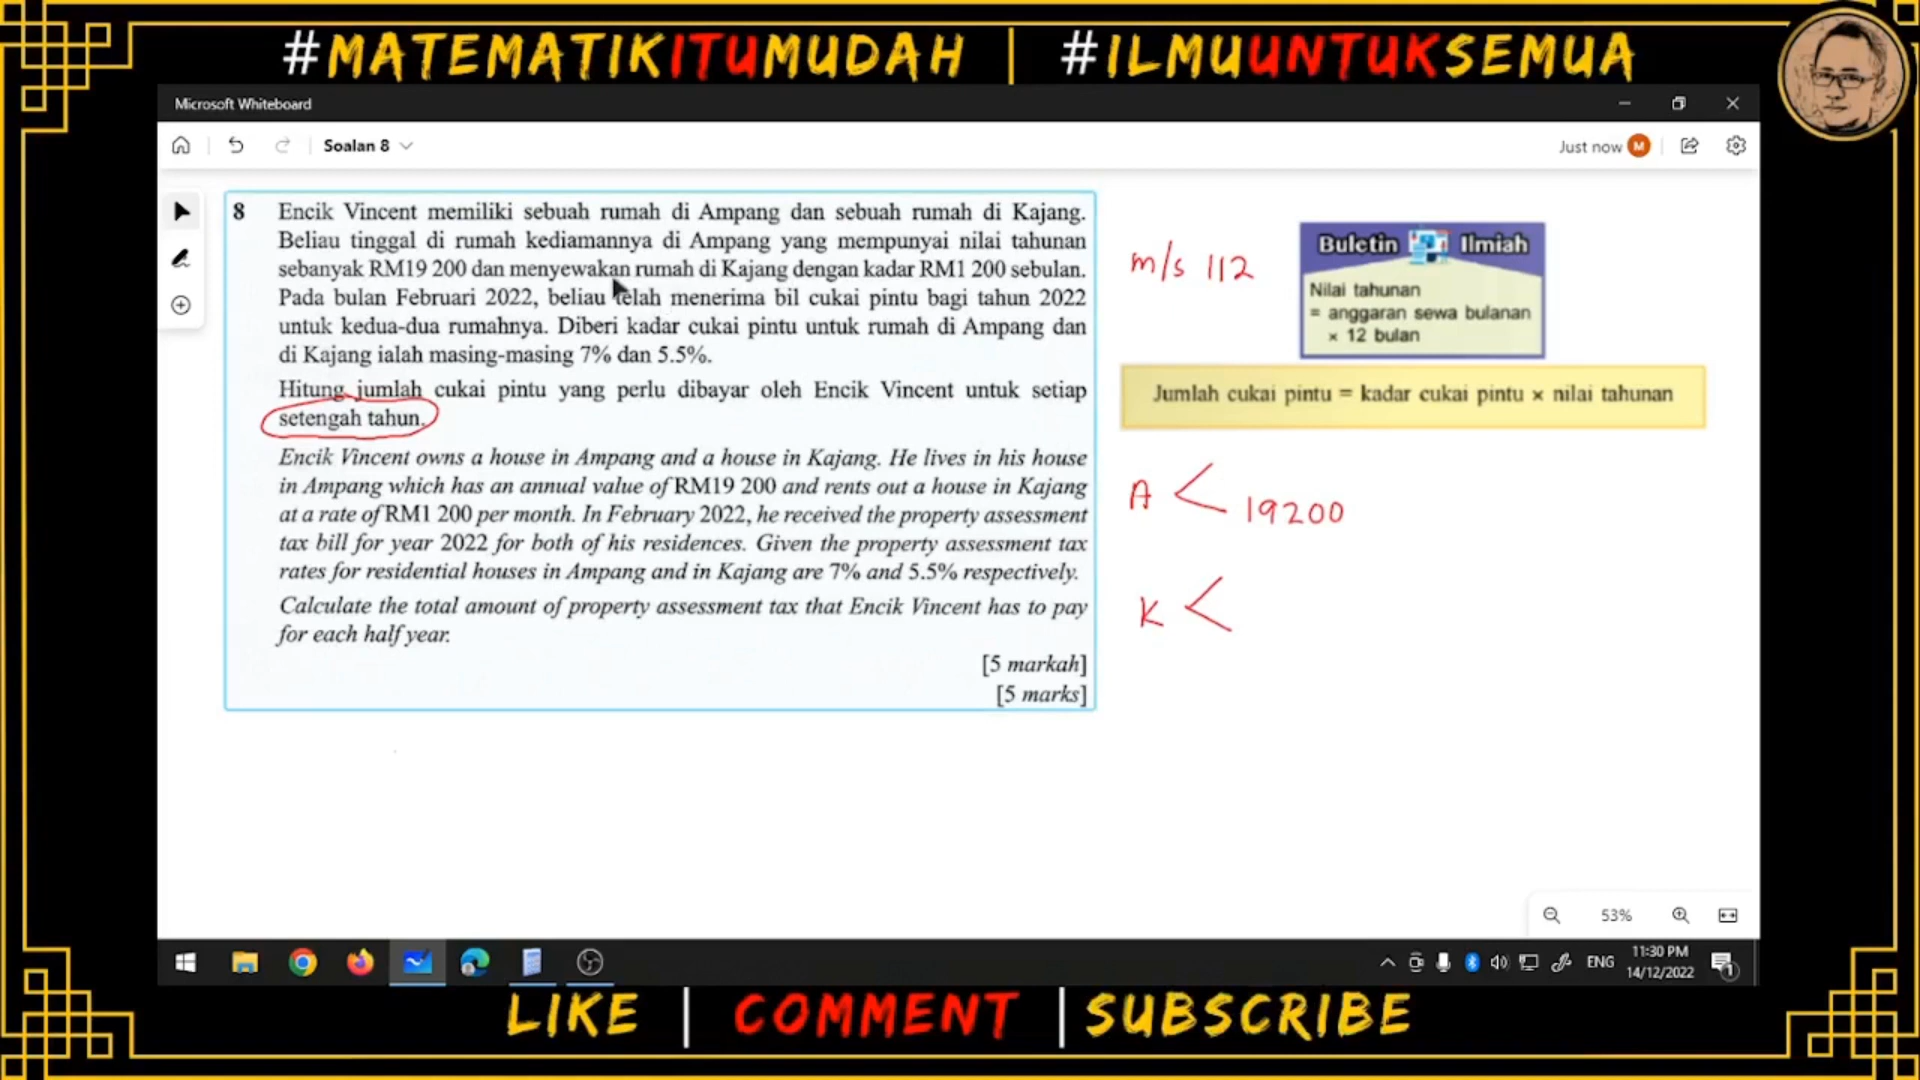 #MATEMATIKITUMUDAH | #ILMUUNTUKSEMUA
Microsoft Whiteboard
Soalan 8
Just now M
8 Encik Vincent memiliki sebuah rumah di Ampang dan sebuah rumah di Kajang.
Beliau tinggal di rumah kediamannya di Ampang yang mempunyai nilai tahunan
sebanyak RM19 200 dan menyewakan rumah di Kajang dengan kadar RM1 200 sebulan.
Pada bulan Februari 2022, beliau telah menerima bil cukai pintu bagi tahun 2022
untuk kedua-dua rumahnya. Diberi kadar cukai pintu untuk rumah di Ampang dan
di Kajang ialah masing-masing 7% dan 5.5%.
Hitung jumlah cukai pintu yang perlu dibayar oleh Encik Vincent untuk setiap
setengah tahun.
Encik Vincent owns a house in Ampang and a house in Kajang. He lives in his house
in Ampang which has an annual value of RM19 200 and rents out a house in Kajang
at a rate of RM1 200 per month. In February 2022, he received the property assessment
tax bill for year 2022 for both of his residences. Given the property assessment tax
rates for residential houses in Ampang and in Kajang are 7% and 5.5% respectively.
Calculate the total amount of property assessment tax that Encik Vincent has to pay
for each half year.
[5 markah]
[5 marks]
m/s 112
Buletin Ilmiah
Nilai tahunan
= anggaran sewa bulanan
× 12 bulan
Jumlah cukai pintu = kadar cukai pintu × nilai tahunan
A < 19200
K <
53%
ENG
11:30 PM
14/12/2022
1
LIKE | COMMENT | SUBSCRIBE